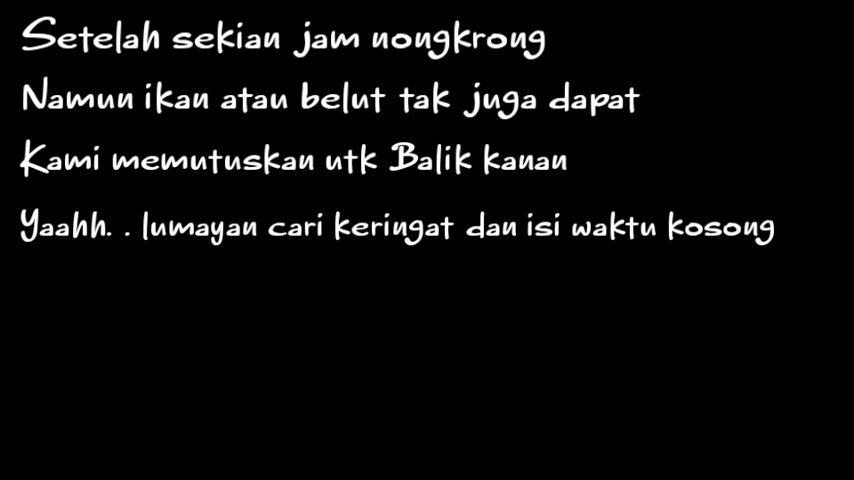 Setelah sekian jam nongkrong
Namun ikan atau belut tak juga dapat
Kami memutuskan utk Balik kanan
Yaahh. . lumayan cari keringat dan isi waktu kosong